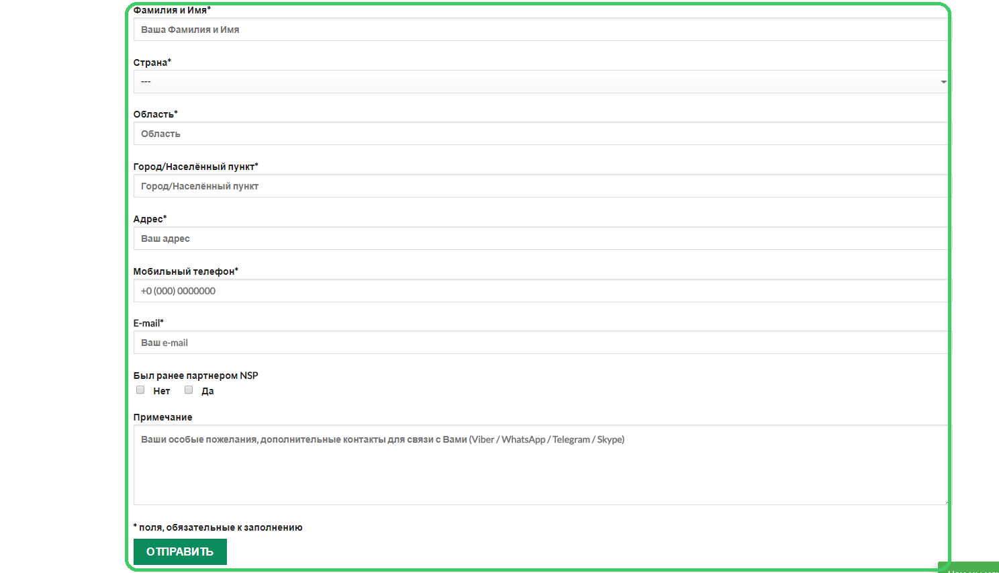 Фамилия и Имя*
Ваша Фамилия и Имя
Страна*
---
Область*
Область
Город/Населённый пункт*
Город/Населённый пункт
Адрес*
Ваш адрес
Мобильный телефон*
+0 (000) 0000000
E-mail*
Ваш e-mail
Был ранее партнером NSP
Нет Да
Примечание
Ваши особые пожелания, дополнительные контакты для связи с Вами (Viber / WhatsApp / Telegram / Skype)
* поля, обязательные к заполнению
ОТПРАВИТЬ